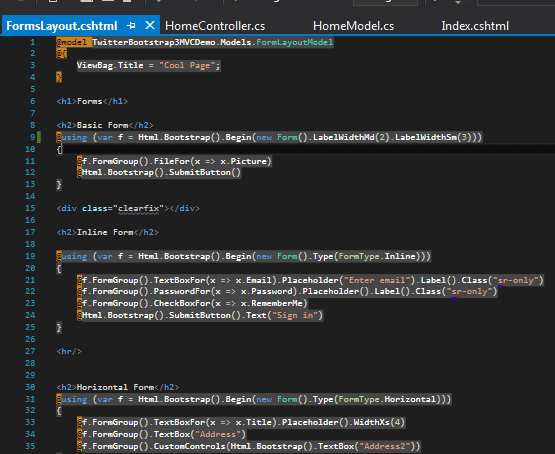 FormsLayout.cshtml HomeController.cs HomeModel.cs Index.cshtml
1 @model TwitterBootstrap3MVCDemo.Models.FormLayoutModel
2 @{
3 ViewBag.Title = "Cool Page";
4 }
5
6 <h1>Forms</h1>
7
8 <h2>Basic Form</h2>
9 @using (var f = Html.Bootstrap().Begin(new Form().LabelWidthMd(2).LabelWidthSm(3)))
10 {
11 @f.FormGroup().FileFor(x => x.Picture)
12 @Html.Bootstrap().SubmitButton()
13 }
14
15 <div class="clearfix"></div>
16
17 <h2>Inline Form</h2>
18
19 @using (var f = Html.Bootstrap().Begin(new Form().Type(FormType.Inline)))
20 {
21 @f.FormGroup().TextBoxFor(x => x.Email).Placeholder("Enter email").Label().Class("sr-only")
22 @f.FormGroup().PasswordFor(x => x.Password).Placeholder().Label().Class("sr-only")
23 @f.FormGroup().CheckBoxFor(x => x.RememberMe)
24 @Html.Bootstrap().SubmitButton().Text("Sign in")
25 }
26
27 <hr/>
28
29
30 <h2>Horizontal Form</h2>
31 @using (var f = Html.Bootstrap().Begin(new Form().Type(FormType.Horizontal)))
32 {
33 @f.FormGroup().TextBoxFor(x => x.Title).Placeholder().WidthXs(4)
34 @f.FormGroup().TextBox("Address")
35 @f.FormGroup().CustomControls(Html.Bootstrap().TextBox("Address2"))